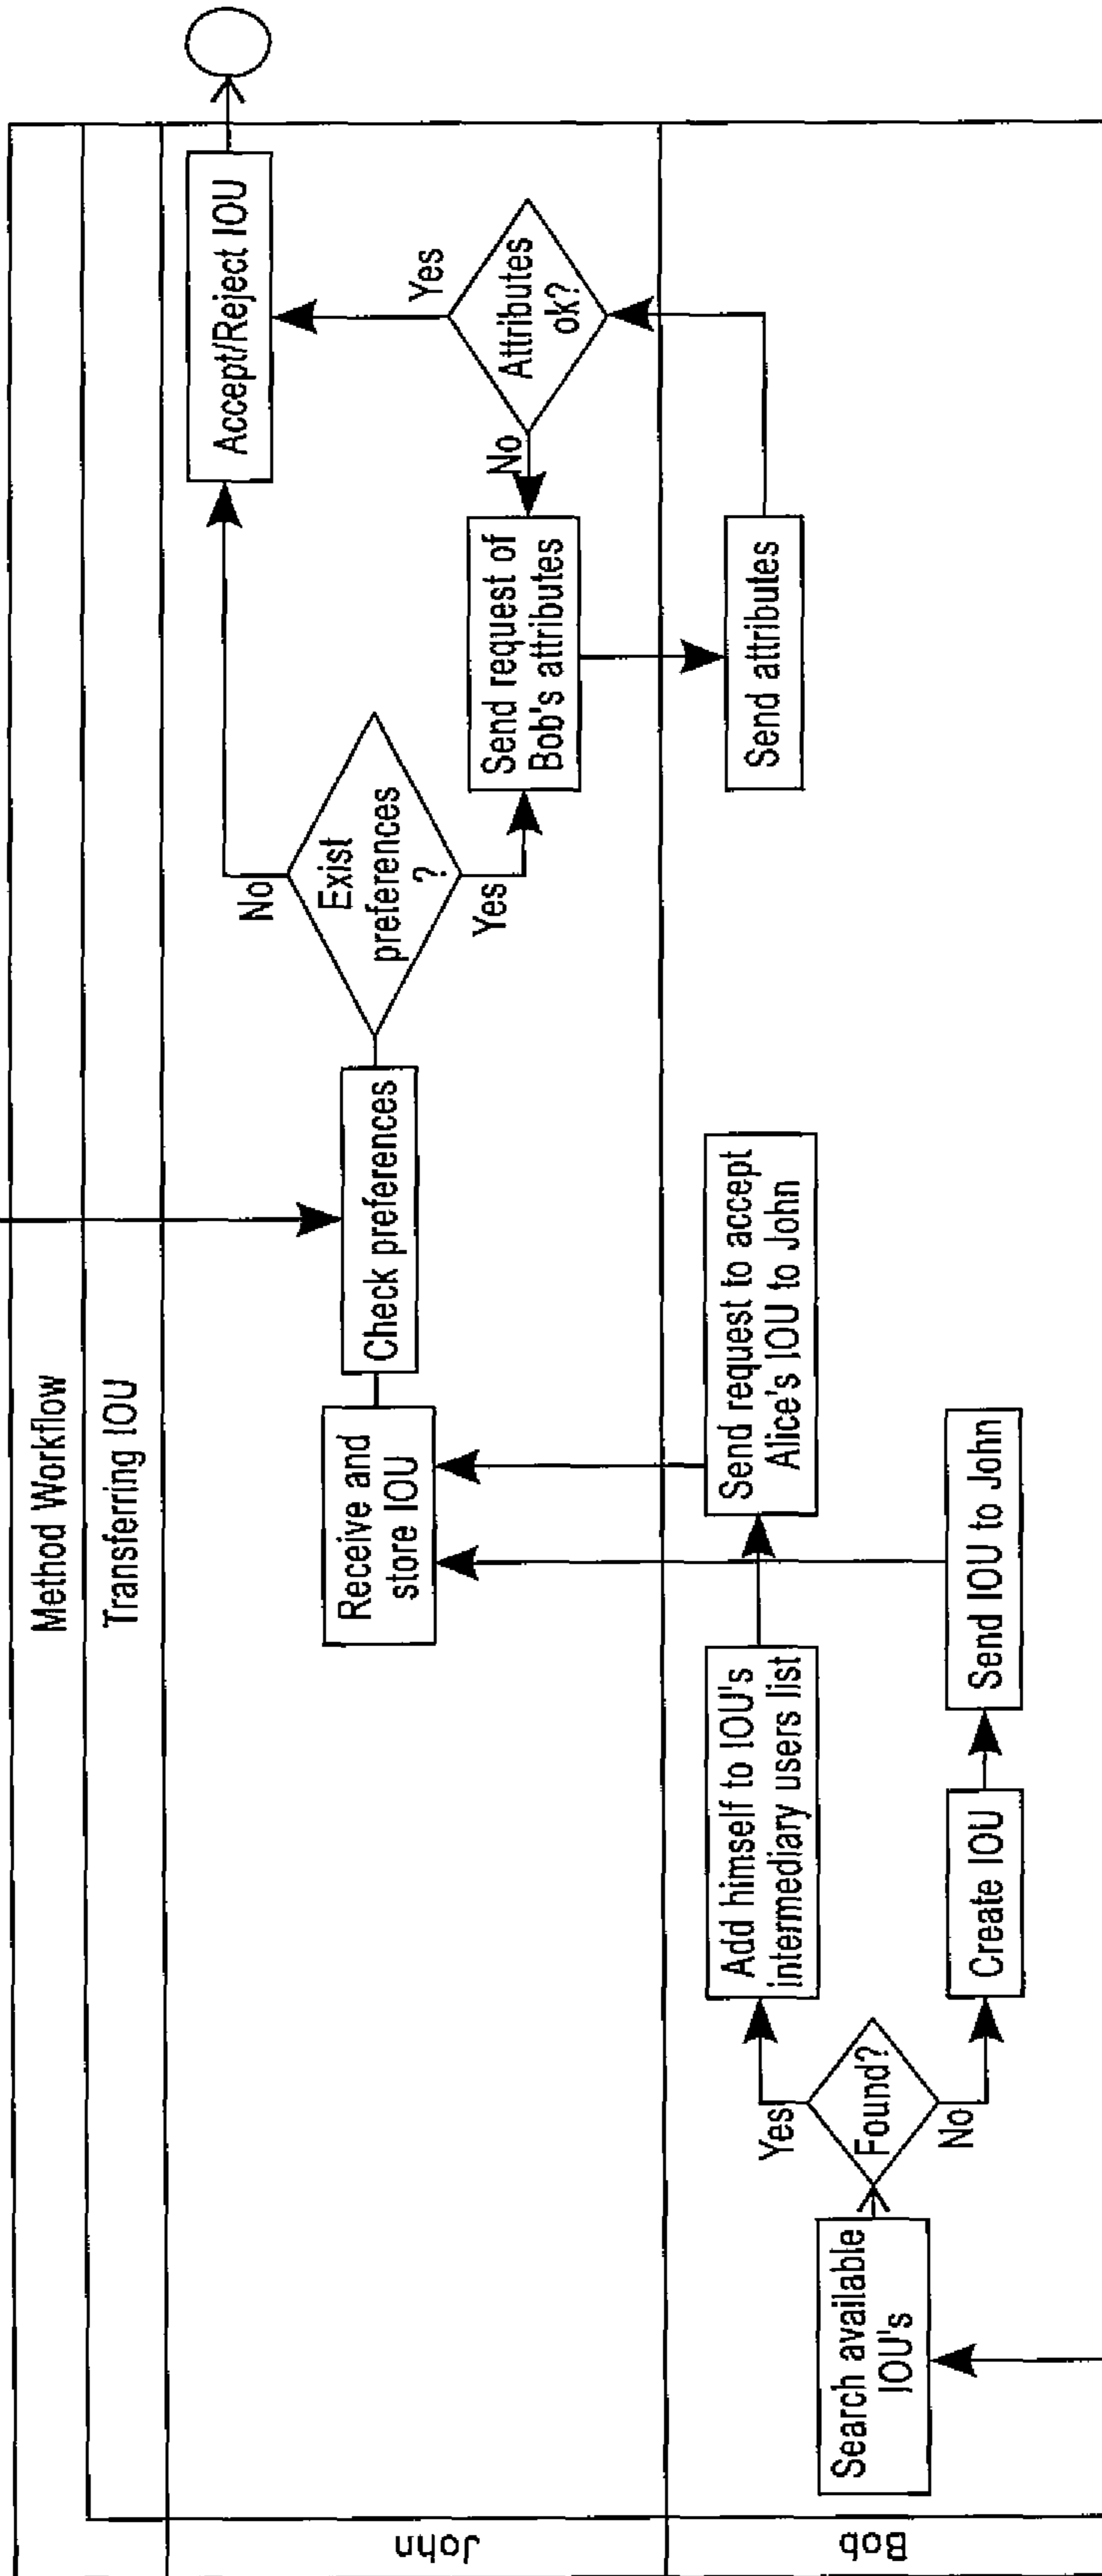 Method Workflow
Transferring IOU
John
Receive and
store IOU
Check preferences
Exist
preferences
?
No
Yes
Accept/Reject IOU
Send request of
Bob's attributes
No
Attributes
ok?
Yes
Bob
Search available
IOU's
Found?
Yes
No
Add himself to IOU's
intermediary users list
Send request to accept
Alice's IOU to John
Create IOU
Send IOU to John
Send attributes